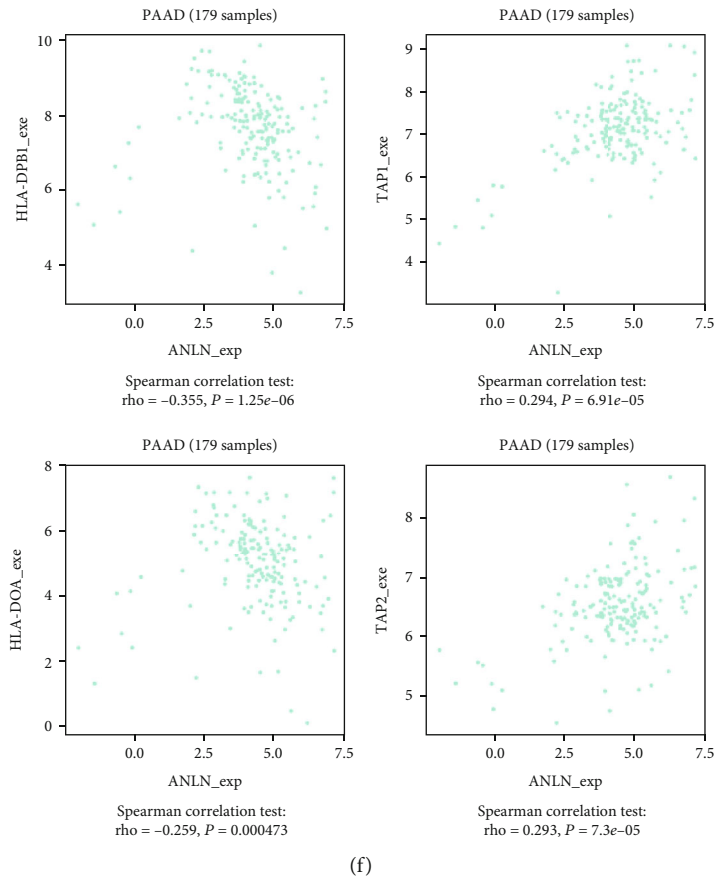 PAAD (179 samples)
10
8
6
4
HLA-DPB1_exe
0.0
2.5
5.0
7.5
ANLN_exp
Spearman correlation test:
rho = –0.355, P = 1.25e–06
PAAD (179 samples)
9
8
7
6
5
4
3
TAP1_exe
0.0
2.5
5.0
7.5
ANLN_exp
Spearman correlation test:
rho = 0.294, P = 6.91e–05
PAAD (179 samples)
8
6
4
2
0
HLA-DOA_exe
0.0
2.5
5.0
7.5
ANLN_exp
Spearman correlation test:
rho = –0.259, P = 0.000473
PAAD (179 samples)
8
7
6
5
TAP2_exe
0.0
2.5
5.0
7.5
ANLN_exp
Spearman correlation test:
rho = 0.293, P = 7.3e–05
(f)